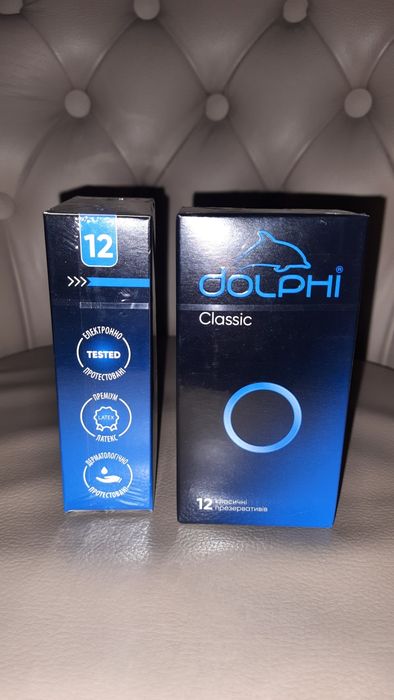 12
ЕЛЕКТРОННО
TESTED
ПРОТЕСТОВАНІ
ПРЕМІУМ
LATEX
ЛАТЕКС
ДЕРМАТОЛОГІЧНО
ПРОТЕСТОВАНІ
DOLPHI®
Classic
12 класичні
презервативів